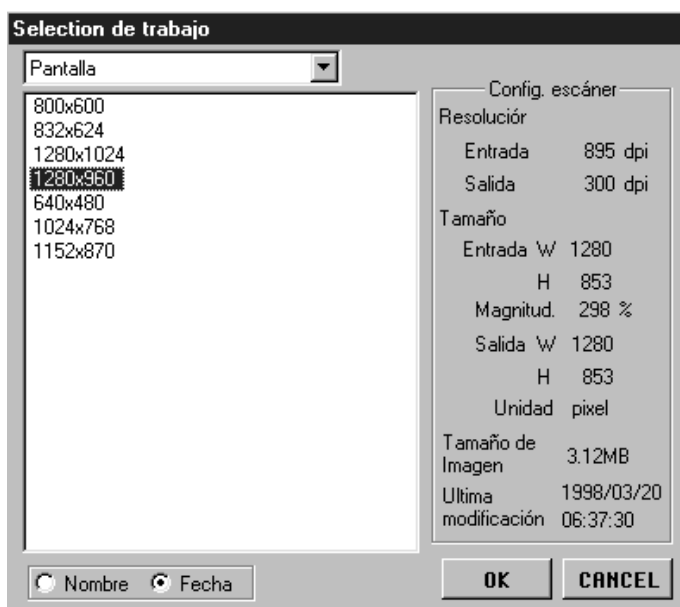 Selection de trabajo
Pantalla
800x600
832x624
1280x1024
1280x960
640x480
1024x768
1152x870
Nombre Fecha
Config. escáner
Resoluciór
Entrada 895 dpi
Salida 300 dpi
Tamaño
Entrada W 1280
H 853
Magnitud. 298 %
Salida W 1280
H 853
Unidad pixel
Tamaño de
Imagen 3.12MB
Ultima 1998/03/20
modificación 06:37:30
OK CANCEL